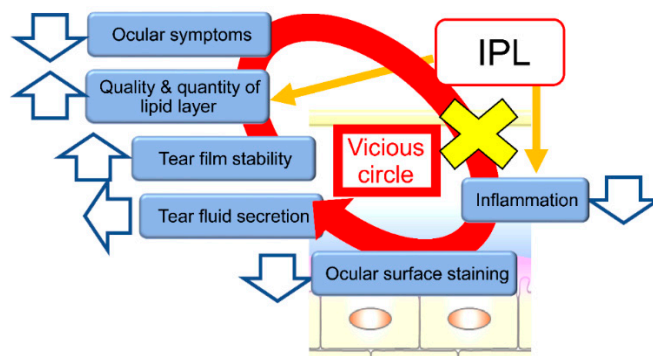 Ocular symptoms
IPL
Quality & quantity of
lipid layer
Tear film stability
Vicious
circle
Tear fluid secretion
Inflammation
Ocular surface staining